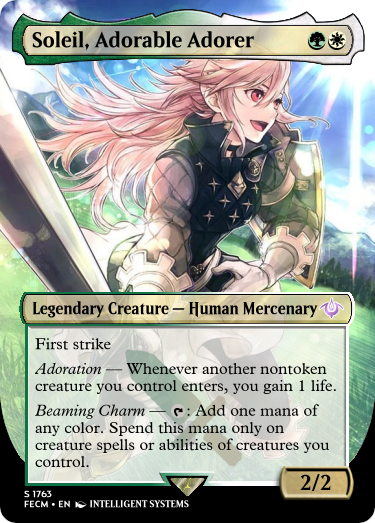 Soleil, Adorable Adorer
Legendary Creature — Human Mercenary
First strike
Adoration — Whenever another nontoken
creature you control enters, you gain 1 life.
Beaming Charm — : Add one mana of
any color. Spend this mana only on
creature spells or abilities of creatures you
control.
2/2
S 1763
FECM • EN INTELLIGENT SYSTEMS